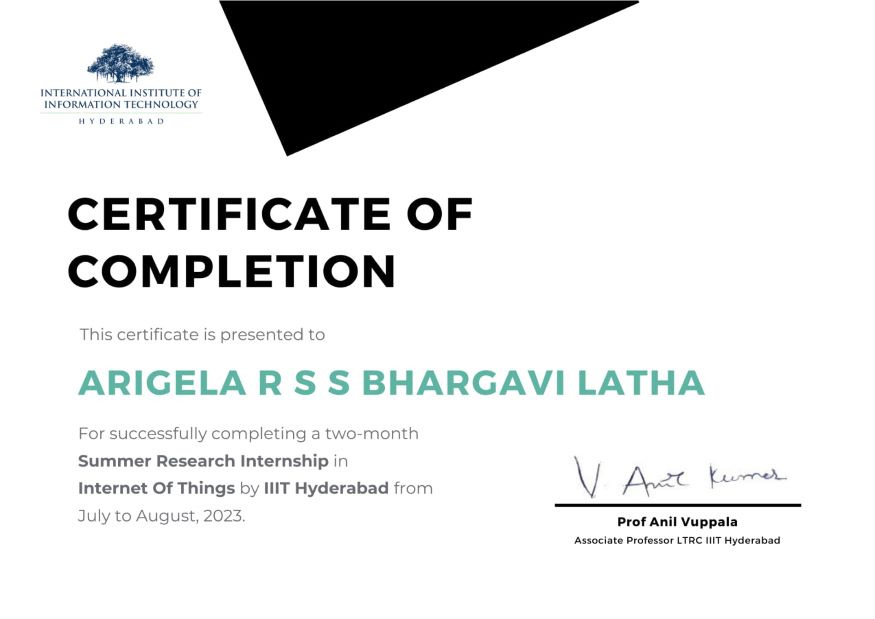 INTERNATIONAL INSTITUTE OF
INFORMATION TECHNOLOGY
HYDERABAD
CERTIFICATE OF
COMPLETION
This certificate is presented to
ARIGELA R S S BHARGAVI LATHA
For successfully completing a two-month
Summer Research Internship in
Internet Of Things by IIIT Hyderabad from
July to August, 2023.
V. Anil Kumar
Prof Anil Vuppala
Associate Professor LTRC IIIT Hyderabad